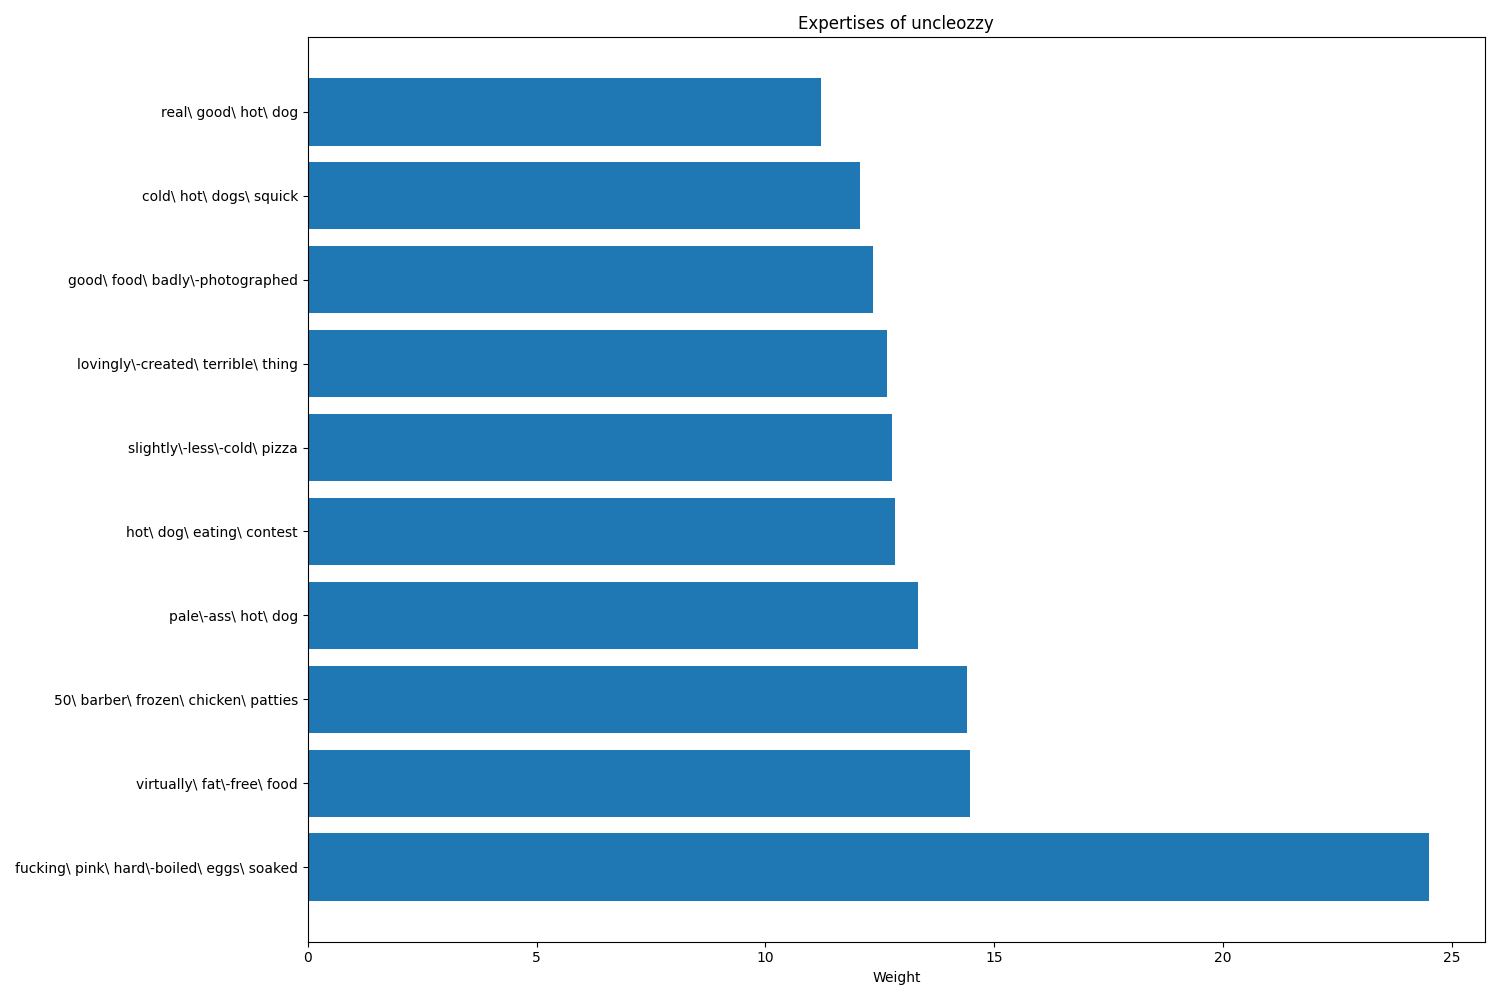 Expertises of uncleozzy
real\ good\ hot\ dog
cold\ hot\ dogs\ squick
good\ food\ badly\-photographed
lovingly\-created\ terrible\ thing
slightly\-less\-cold\ pizza
hot\ dog\ eating\ contest
pale\-ass\ hot\ dog
50\ barber\ frozen\ chicken\ patties
virtually\ fat\-free\ food
fucking\ pink\ hard\-boiled\ eggs\ soaked
0 5 10 15 20 25
Weight